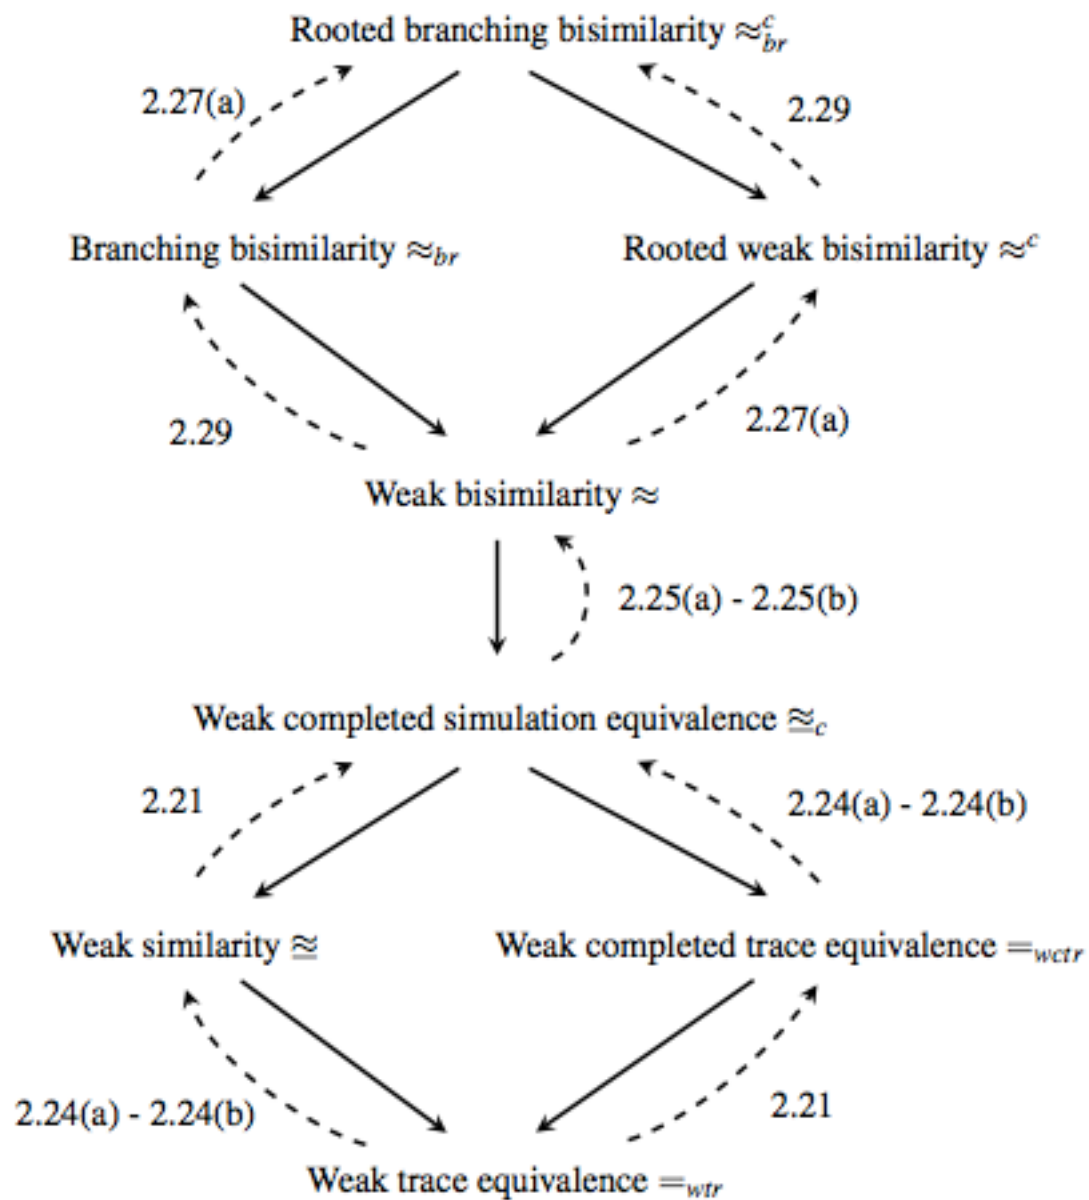 Rooted branching bisimilarity ≈ᶜ_br
2.27(a)
2.29
Branching bisimilarity ≈_br
Rooted weak bisimilarity ≈ᶜ
2.29
2.27(a)
Weak bisimilarity ≈
2.25(a) - 2.25(b)
Weak completed simulation equivalence ≊_c
2.21
2.24(a) - 2.24(b)
Weak similarity ≊
Weak completed trace equivalence =_wctr
2.24(a) - 2.24(b)
2.21
Weak trace equivalence =_wtr